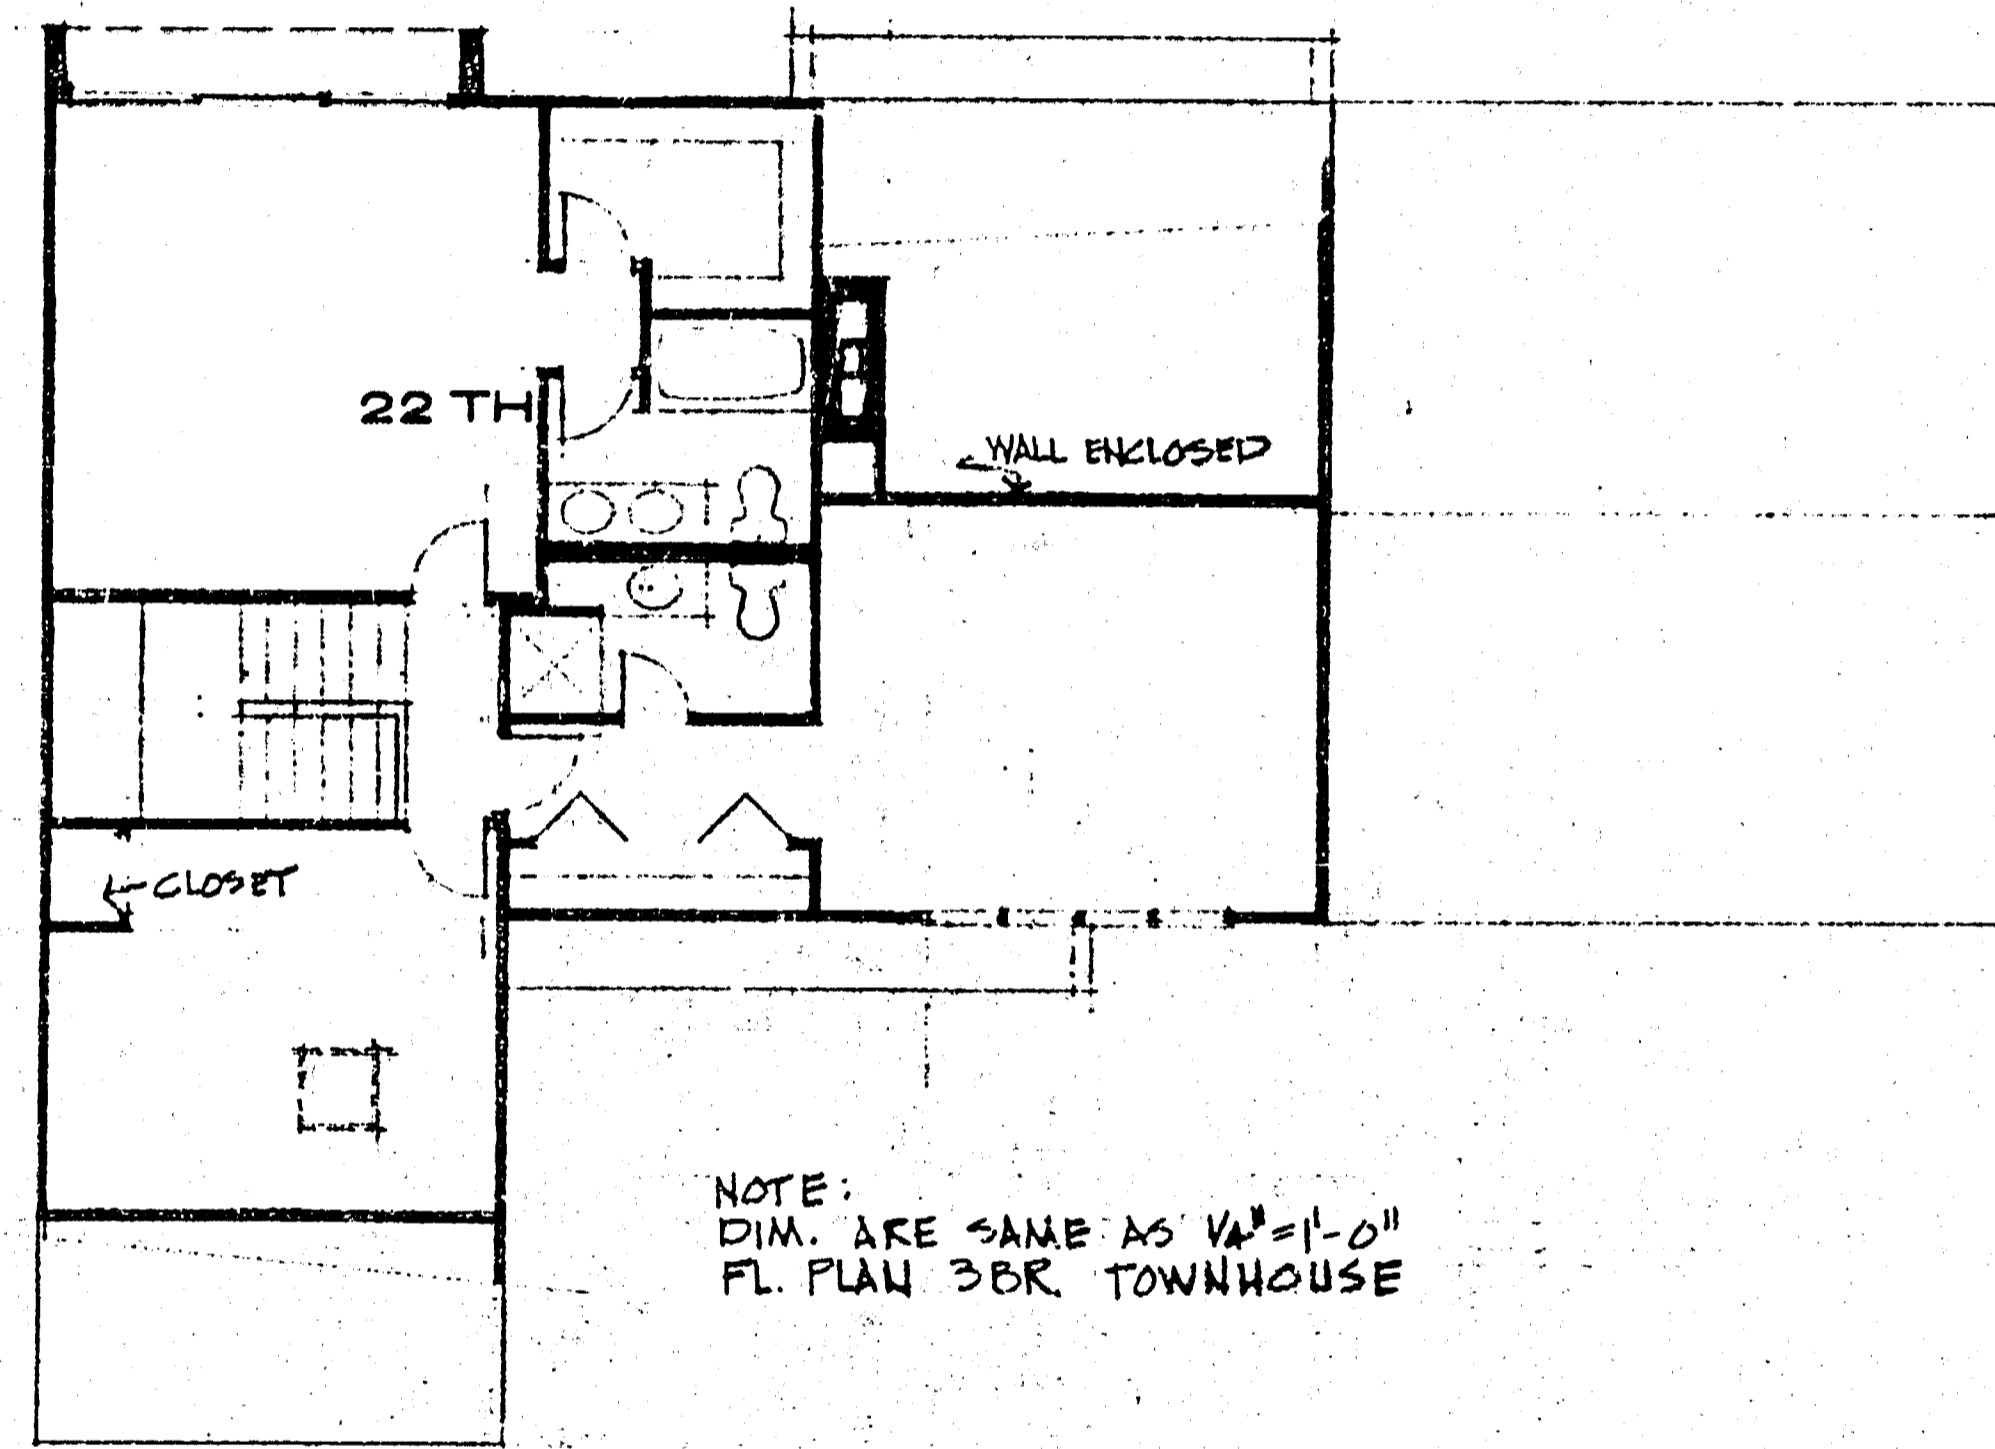 22 TH
WALL ENCLOSED
CLOSET
NOTE:
DIM. ARE SAME AS 1/4"=1'-0"
FL. PLAN 3BR. TOWNHOUSE